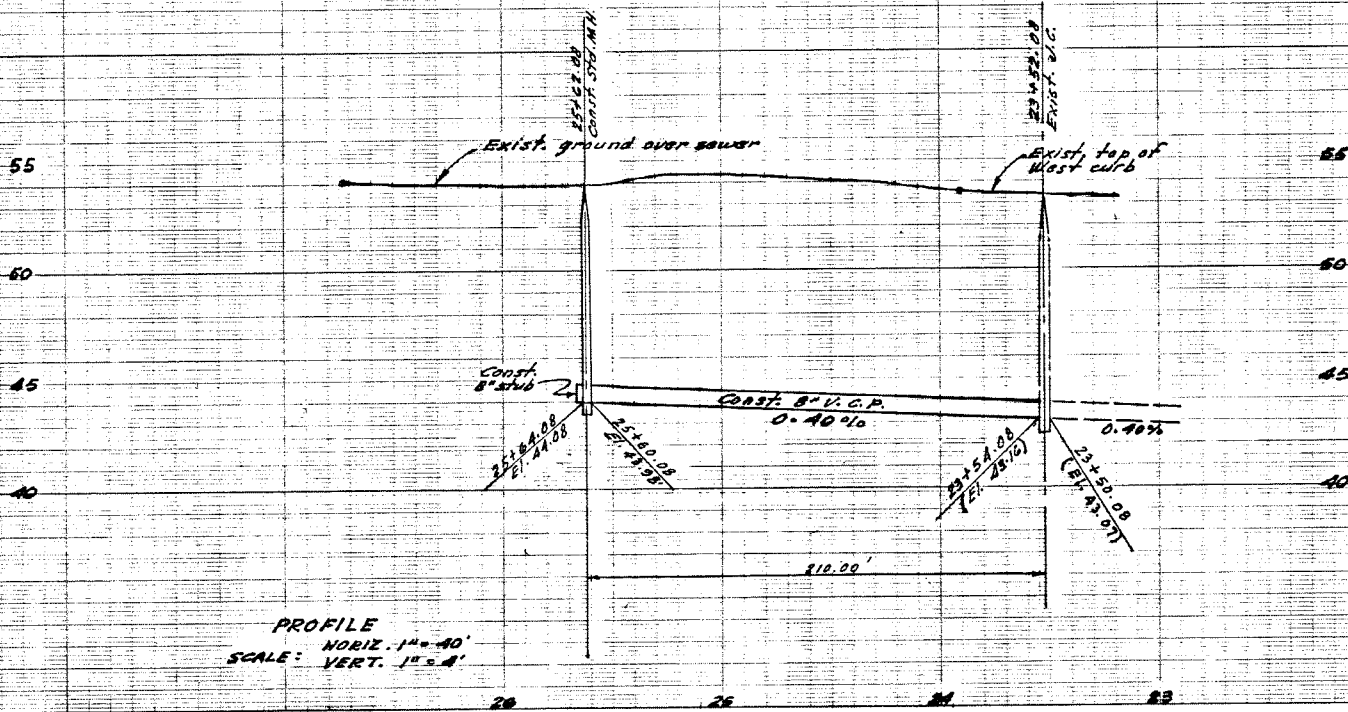 25+62.08
Const. Std. M.H.
23+52.08
Exist. R.I.C.
Exist. ground over sewer
Exist. top of
West curb
55
55
50
50
Const.
8" stub
45
45
Const. 8" V.C.P.
0.40%
0.40%
25+64.08
El. 44.08
25+60.08
El. 43.98
23+54.08
(El. 43.16)
23+50.08
(El. 43.07)
40
40
210.00'
PROFILE
HORIZ. 1"=40'
SCALE: VERT. 1"=4'
26
25
24
23